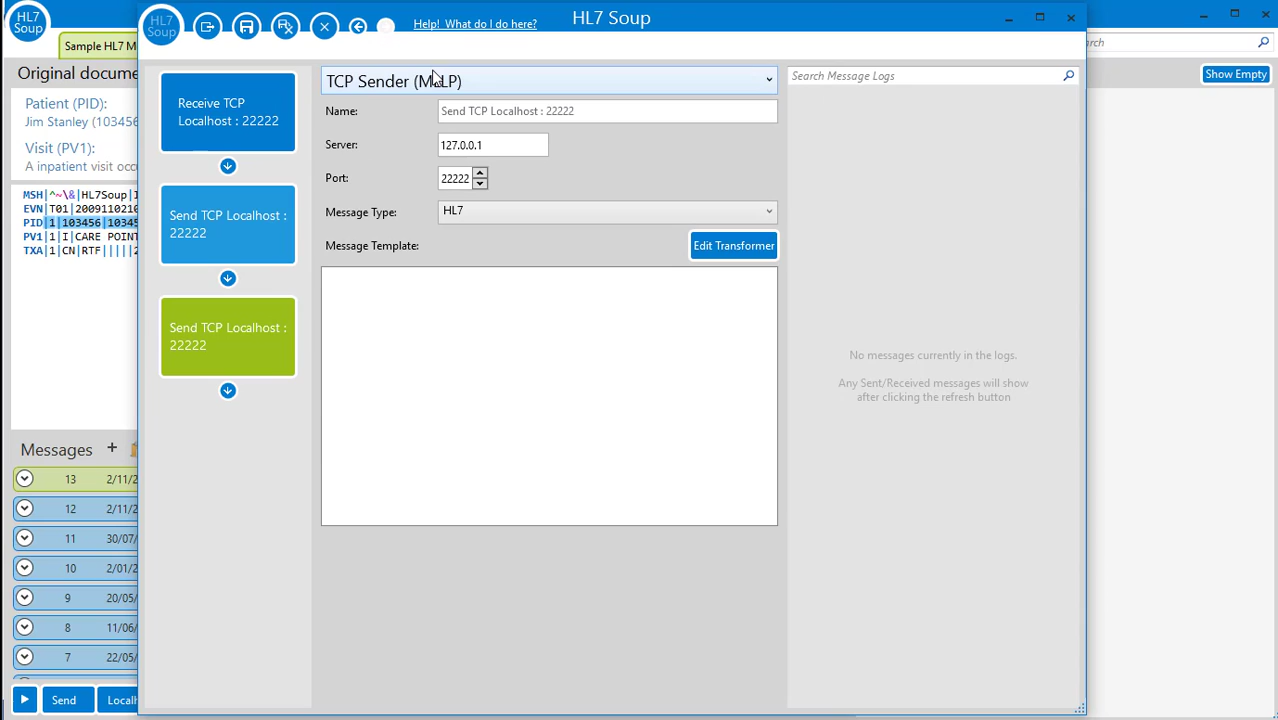 HL7
Soup
HL7
Soup
Help!  What do I do here?
HL7 Soup
Sample HL7 M
arch
Original docume
Show Empty
Patient (PID):
Jim Stanley (103456
Visit (PV1):
A inpatient visit occu
MSH|^~\&|HL7Soup|
EVN|T01|200911021
PID|1|103456|10345
PV1|1|I|CARE POINT
TXA|1|CN|RTF|||||2
Messages +
13 2/11/2
12 2/11/2
11 30/07/
10 2/01/2
9 20/05/
8 11/06/
7 22/05/
Send
Localh
Receive TCP
Localhost : 22222
Send TCP Localhost :
22222
Send TCP Localhost :
22222
TCP Sender (MLLP)
Name: Send TCP Localhost : 22222
Server: 127.0.0.1
Port: 22222
Message Type: HL7
Message Template: Edit Transformer
Search Message Logs
No messages currently in the logs.
Any Sent/Received messages will show
after clicking the refresh button